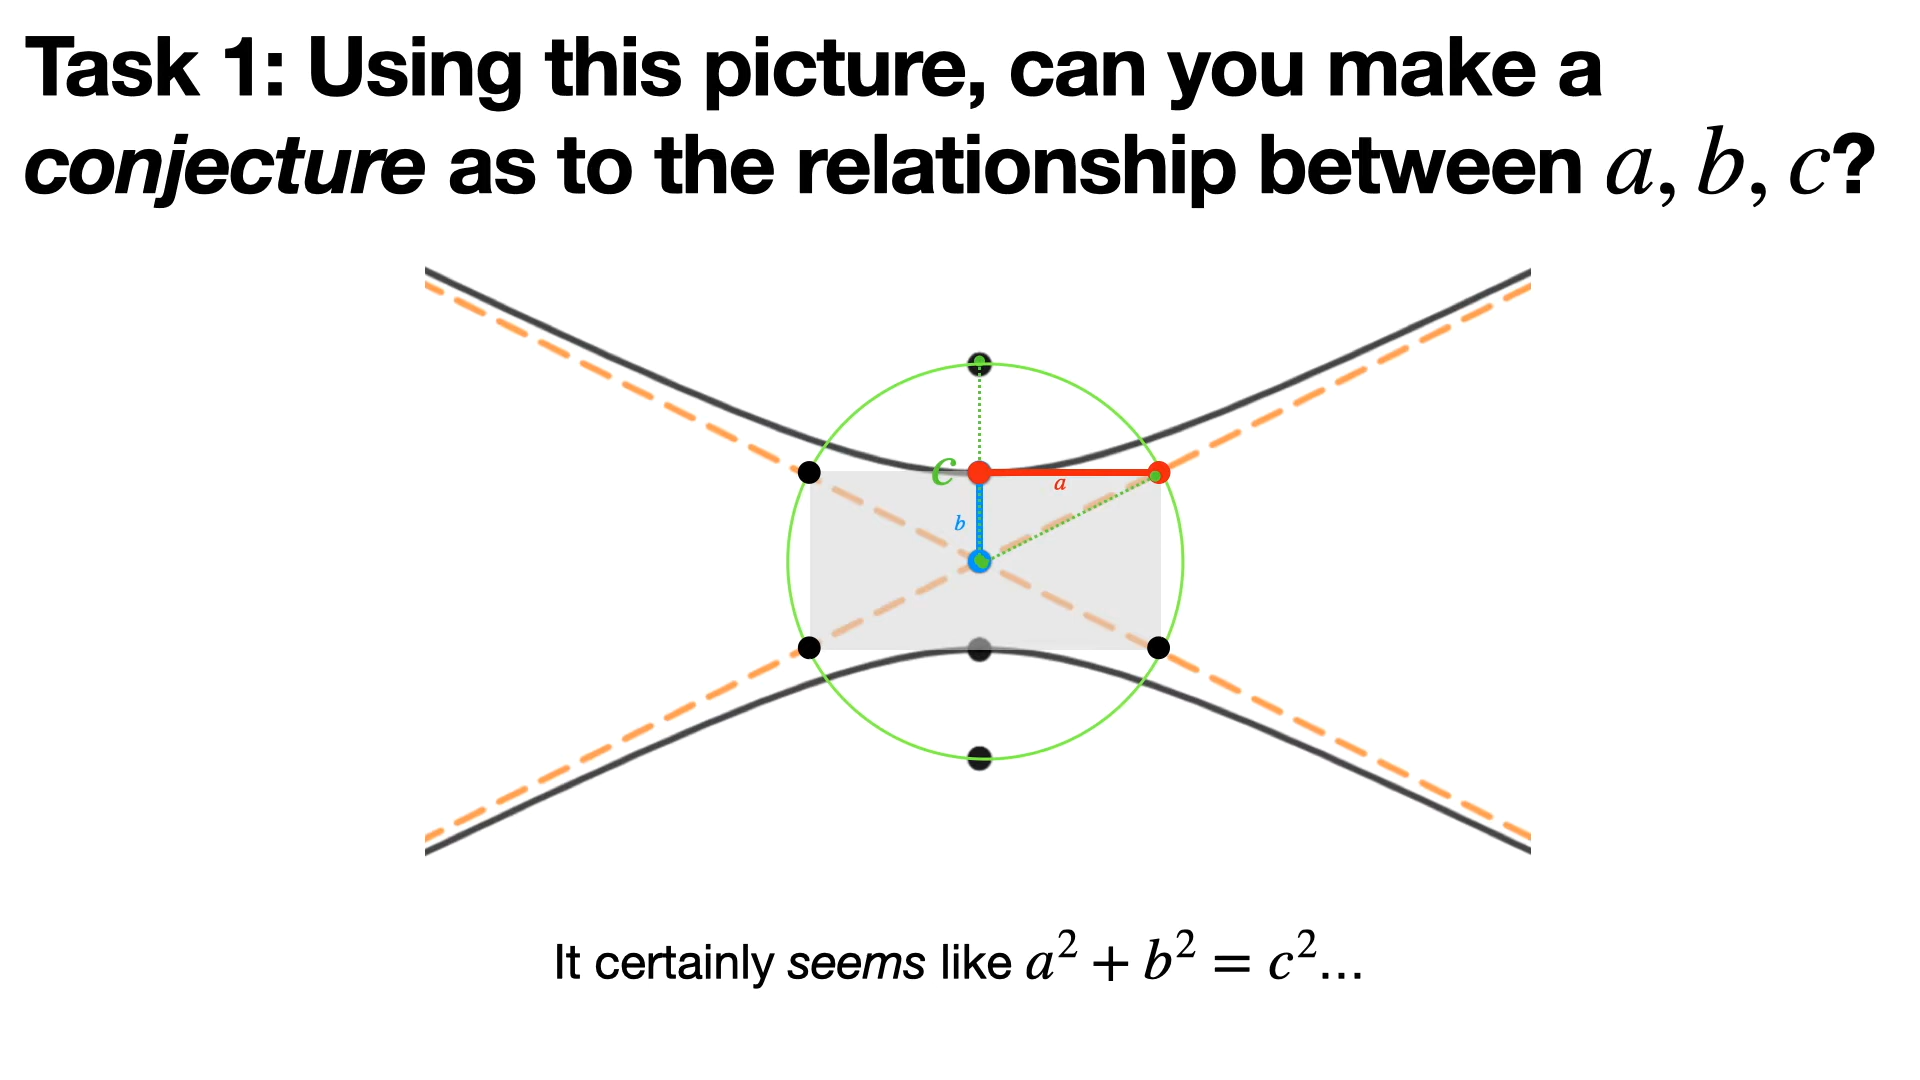 Task 1: Using this picture, can you make a
conjecture as to the relationship between a, b, c?
c
a
b
It certainly seems like a² + b² = c²...